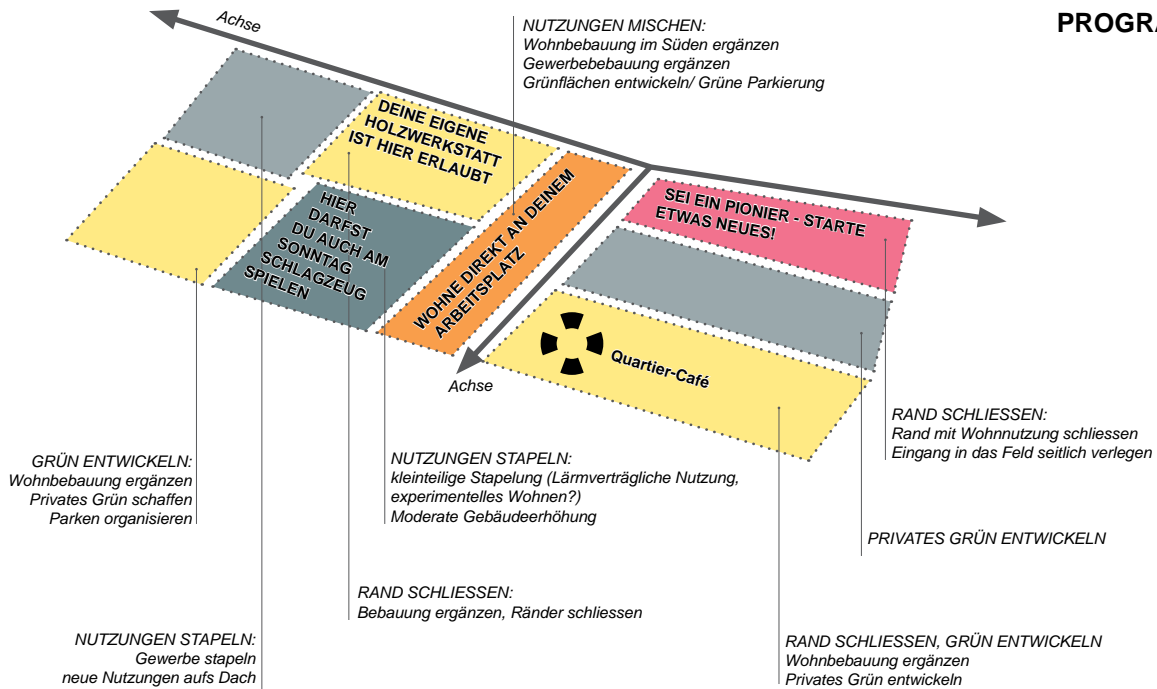 Achse
NUTZUNGEN MISCHEN:
Wohnbebauung im Süden ergänzen
Gewerbebebauung ergänzen
Grünflächen entwickeln/ Grüne Parkierung
PROGRA
DEINE EIGENE
HOLZWERKSTATT
IST HIER ERLAUBT
HIER
DARFST
DU AUCH AM
SONNTAG
SCHLAGZEUG
SPIELEN
WOHNE DIREKT AN DEINEM
ARBEITSPLATZ
SEI EIN PIONIER - STARTE
ETWAS NEUES!
Quartier-Café
Achse
RAND SCHLIESSEN:
Rand mit Wohnnutzung schliessen
Eingang in das Feld seitlich verlegen
GRÜN ENTWICKELN:
Wohnbebauung ergänzen
Privates Grün schaffen
Parken organisieren
NUTZUNGEN STAPELN:
kleinteilige Stapelung (Lärmverträgliche Nutzung,
experimentelles Wohnen?)
Moderate Gebäudeerhöhung
PRIVATES GRÜN ENTWICKELN
RAND SCHLIESSEN:
Bebauung ergänzen, Ränder schliessen
NUTZUNGEN STAPELN:
Gewerbe stapeln
neue Nutzungen aufs Dach
RAND SCHLIESSEN, GRÜN ENTWICKELN
Wohnbebauung ergänzen
Privates Grün entwickeln